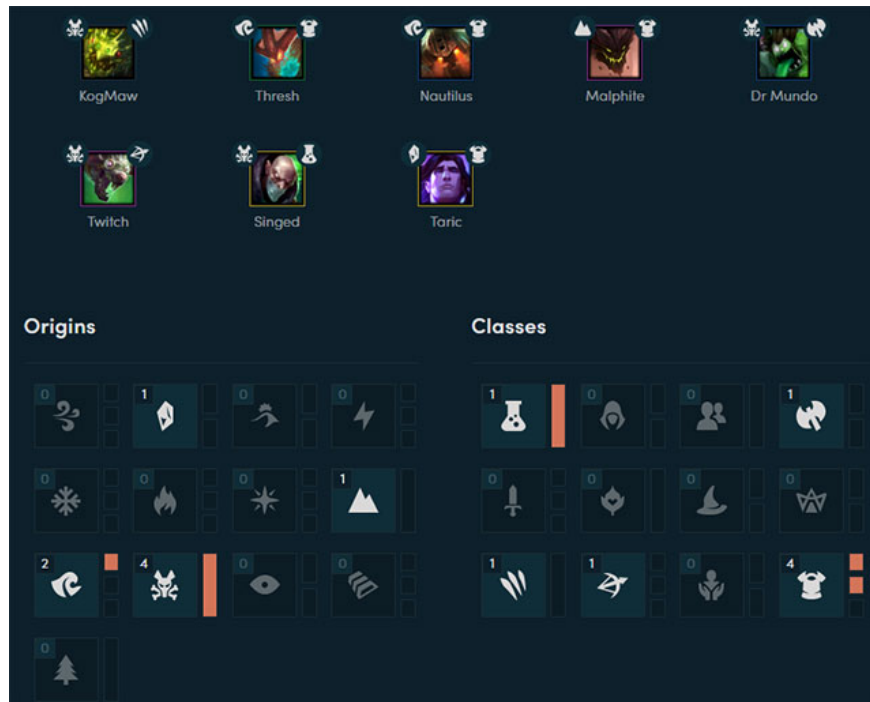 KogMaw Thresh Nautilus Malphite Dr Mundo
Twitch Singed Taric
Origins Classes
0 1 0 0 1 0 0 1
0 0 0 1 0 0 0 0
2 4 0 0 1 1 0 4
0